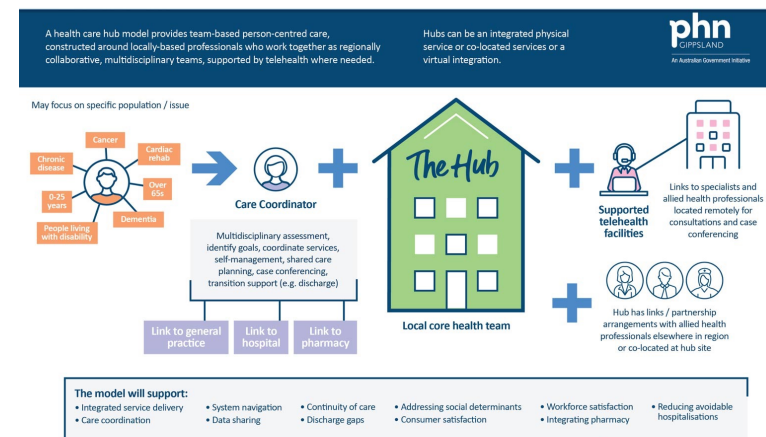 A health care hub model provides team-based person-centred care,
constructed around locally-based professionals who work together as regionally
collaborative, multidisciplinary teams, supported by telehealth where needed.
Hubs can be an integrated physical
service or co-located services or a
virtual integration.
phn
GIPPSLAND
An Australian Government Initiative
May focus on specific population / issue
Cancer
Cardiac
rehab
Chronic
disease
Over
65s
0-25
years
Dementia
People living
with disability
Care Coordinator
Multidisciplinary assessment,
identify goals, coordinate services,
self-management, shared care
planning, case conferencing,
transition support (e.g. discharge)
Link to general
practice
Link to
hospital
Link to
pharmacy
The Hub
Local core health team
Supported
telehealth
facilities
Links to specialists and
allied health professionals
located remotely for
consultations and case
conferencing
Hub has links / partnership
arrangements with allied health
professionals elsewhere in region
or co-located at hub site
The model will support:
• Integrated service delivery
• Care coordination
• System navigation
• Data sharing
• Continuity of care
• Discharge gaps
• Addressing social determinants
• Consumer satisfaction
• Workforce satisfaction
• Integrating pharmacy
• Reducing avoidable
hospitalisations